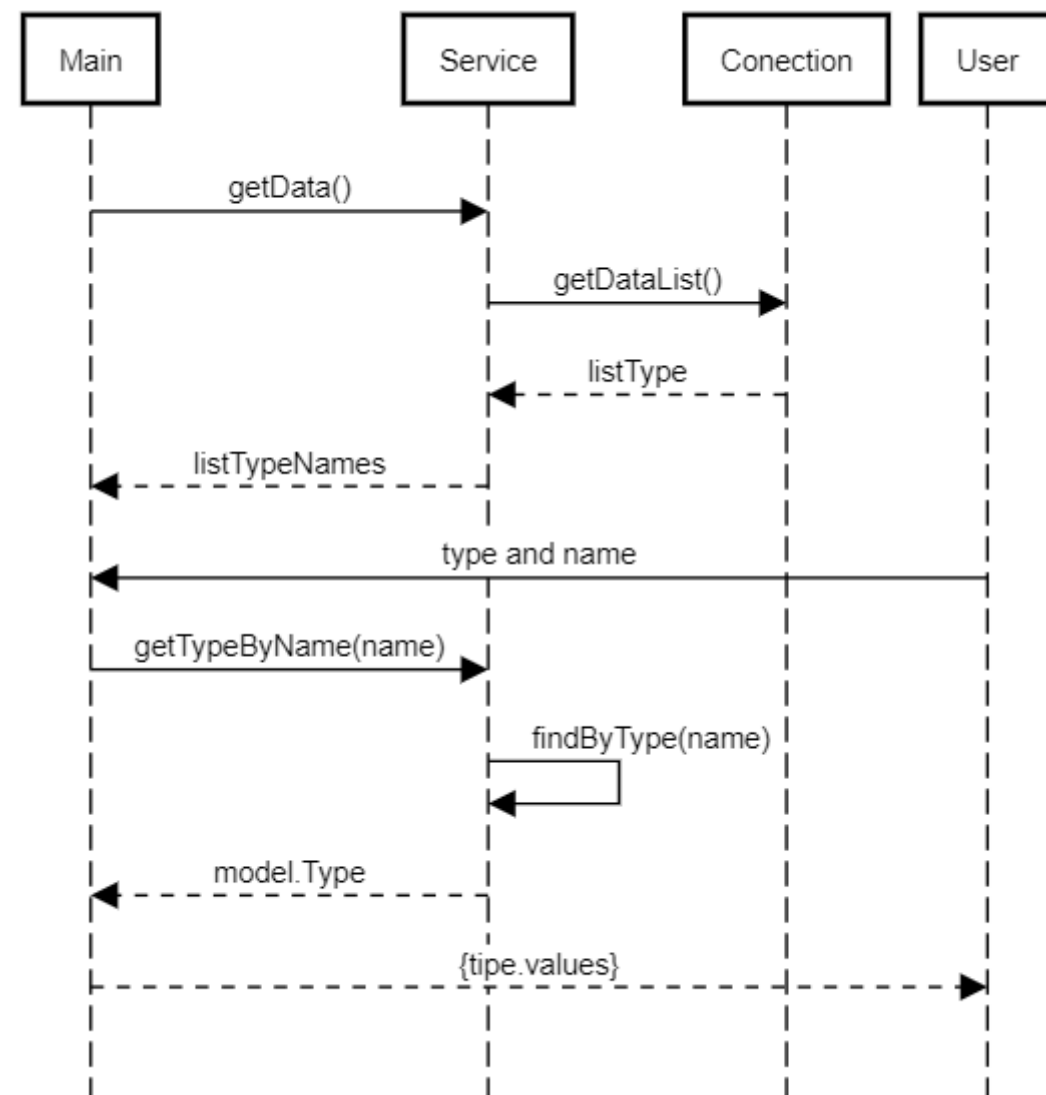 Main
Service
Conection
User
getData()
getDataList()
listType
listTypeNames
type and name
getTypeByName(name)
findByType(name)
model.Type
{tipe.values}